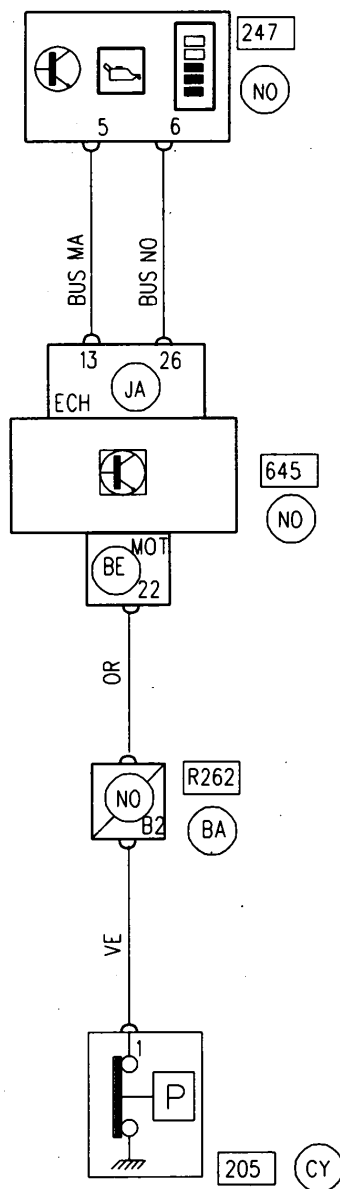 247
NO
5 6
BUS MA
BUS NO
13 26
JA
ECH
645
NO
MOT
BE
22
OR
R262
NO
B2
BA
VE
1
P
205 CY